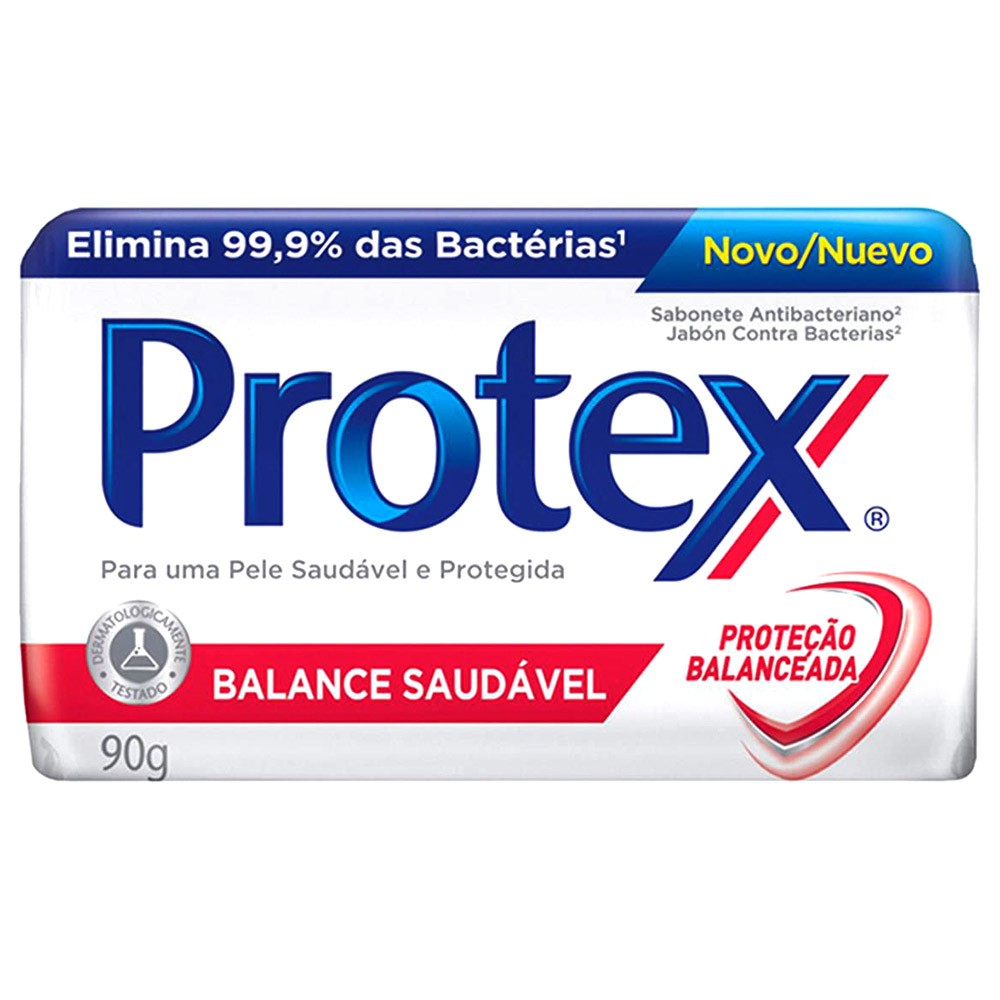 Elimina 99,9% das Bactérias¹
Novo/Nuevo
Sabonete Antibacteriano²
Jabón Contra Bacterias²
Protex®
Para uma Pele Saudável e Protegida
DERMATOLOGICAMENTE
TESTADO
BALANCE SAUDÁVEL
PROTEÇÃO
BALANCEADA
90g